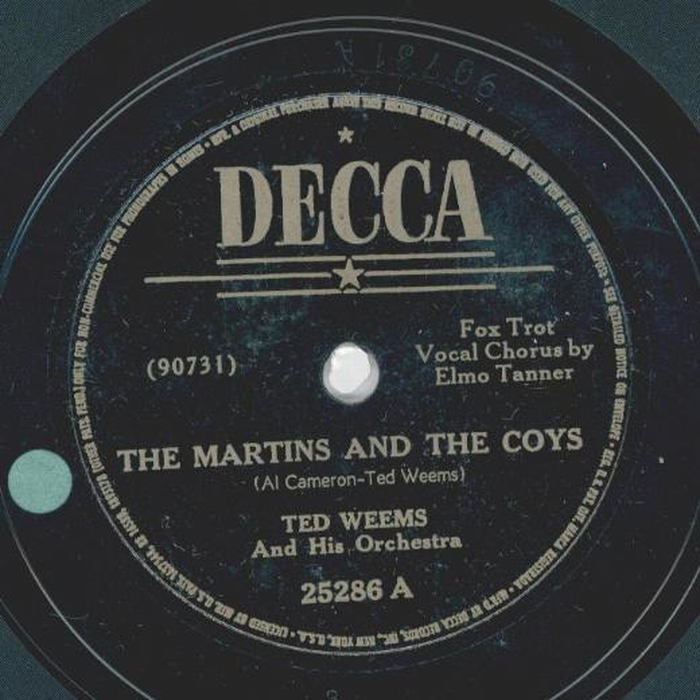 DECCA
(90731)
Fox Trot
Vocal Chorus by
Elmo Tanner
THE MARTINS AND THE COYS
(Al Cameron-Ted Weems)
TED WEEMS
And His Orchestra
25286 A
90731 A